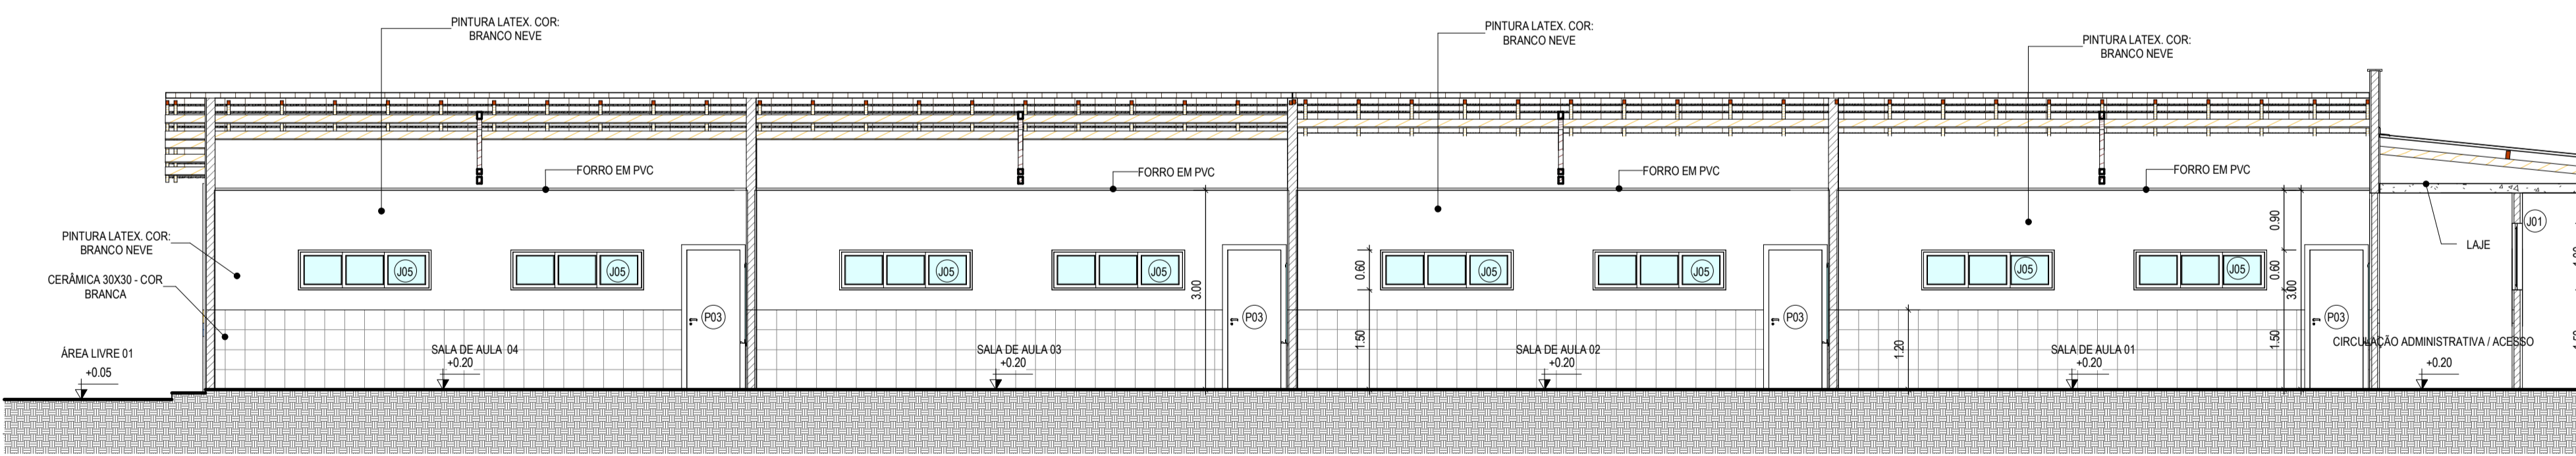 PINTURA LATEX. COR:
BRANCO NEVE
PINTURA LATEX. COR:
BRANCO NEVE
PINTURA LATEX. COR:
BRANCO NEVE
FORRO EM PVC
FORRO EM PVC
FORRO EM PVC
FORRO EM PVC
PINTURA LATEX. COR:
BRANCO NEVE
CERÂMICA 30X30 - COR
BRANCA
J05
J05
J05
J05
J05
J05
J05
J05
J01
LAJE
0.90
0.60
3.00
1.50
3.00
0.60
1.50
1.20
P03
P03
P03
P03
ÁREA LIVRE 01
+0.05
SALA DE AULA 04
+0.20
SALA DE AULA 03
+0.20
SALA DE AULA 02
+0.20
SALA DE AULA 01
+0.20
CIRCULAÇÃO ADMINISTRATIVA / ACESSO
+0.20